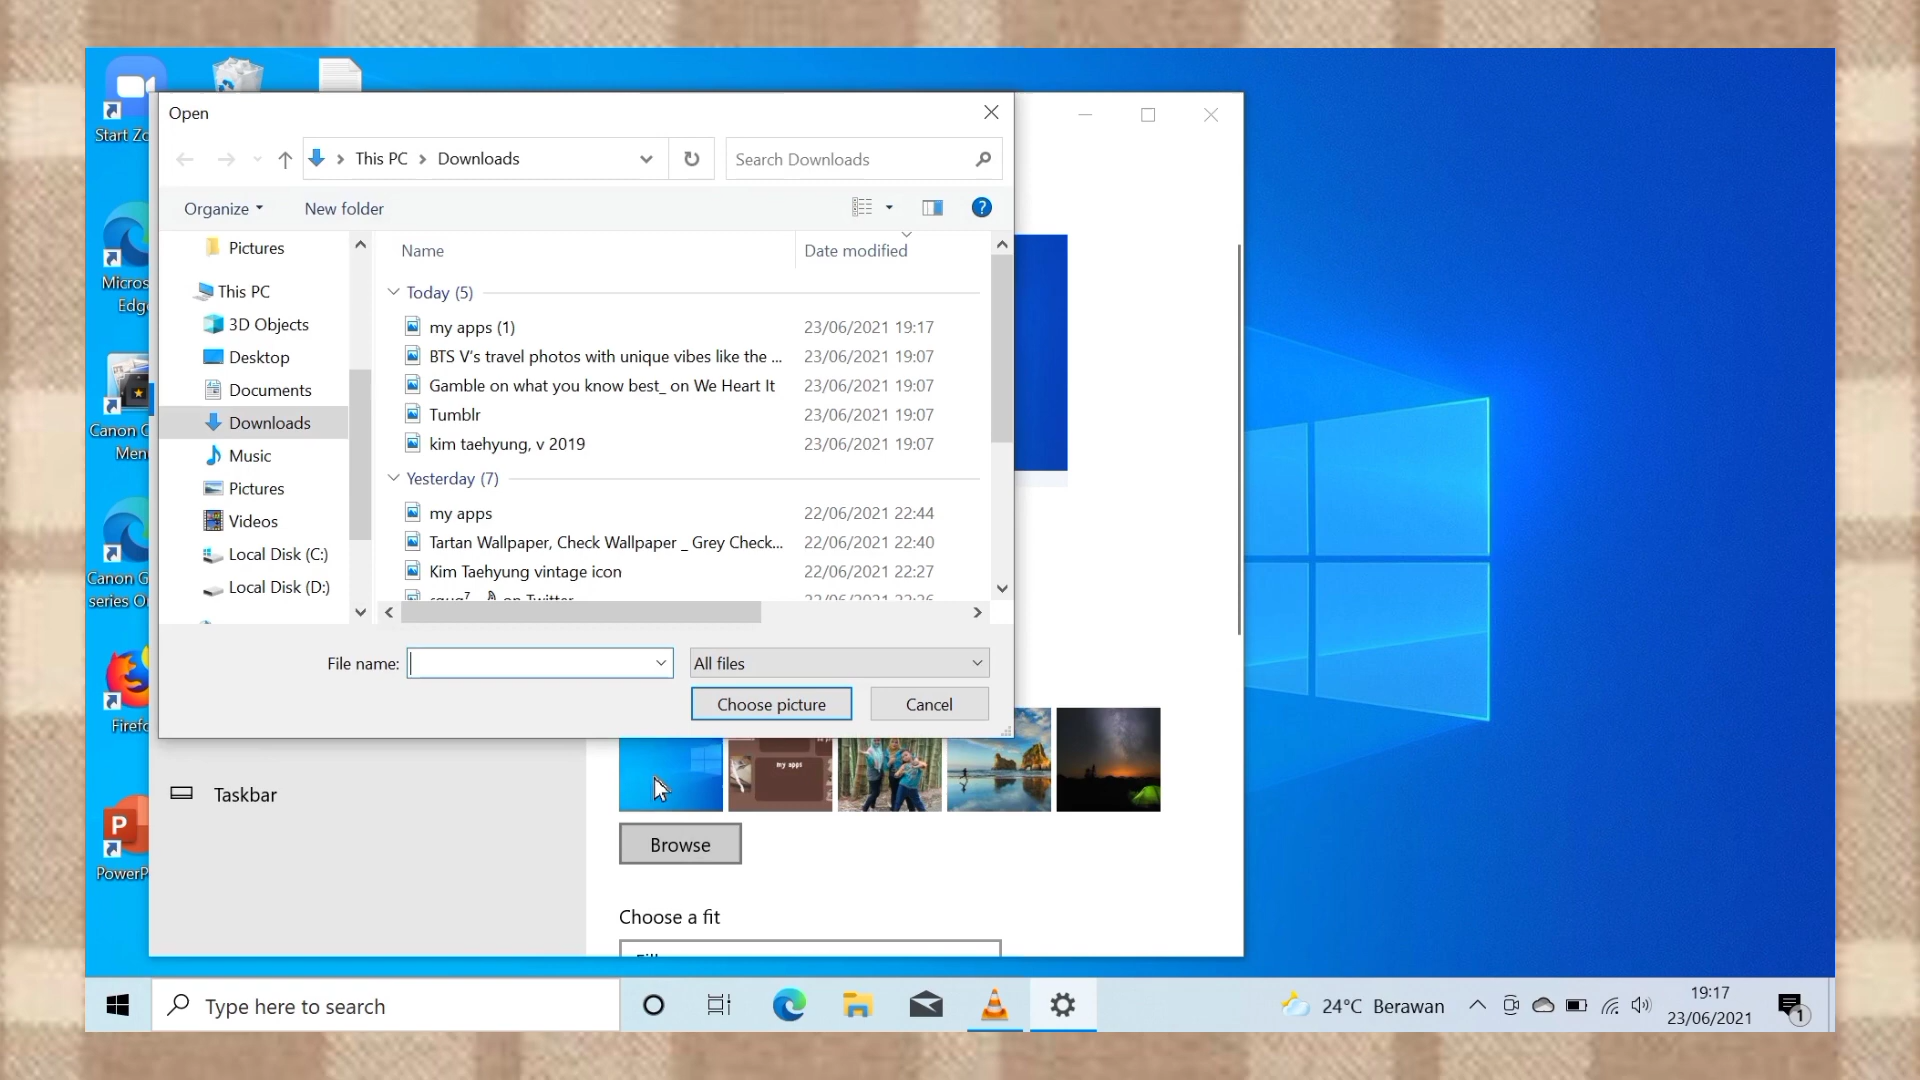 Start Zo
Open
This PC
Downloads
Search Downloads
Organize
New folder
?
Pictures
This PC
3D Objects
Desktop
Documents
Downloads
Music
Pictures
Videos
Local Disk (C:)
Local Disk (D:)
Name
Date modified
Today (5)
my apps (1) 23/06/2021 19:17
BTS V's travel photos with unique vibes like the ... 23/06/2021 19:07
Gamble on what you know best_ on We Heart It 23/06/2021 19:07
Tumblr 23/06/2021 19:07
kim taehyung, v 2019 23/06/2021 19:07
Yesterday (7)
my apps 22/06/2021 22:44
Tartan Wallpaper, Check Wallpaper _ Grey Check... 22/06/2021 22:40
Kim Taehyung vintage icon 22/06/2021 22:27
on Twitter 22/06/2021 22:26
File name:
All files
Choose picture
Cancel
Micros
Edge
Canon G
Men
Canon G
series O
Firefo
P
PowerP
Taskbar
my apps
Browse
Choose a fit
Fill
Type here to search
24°C Berawan
19:17
23/06/2021
1